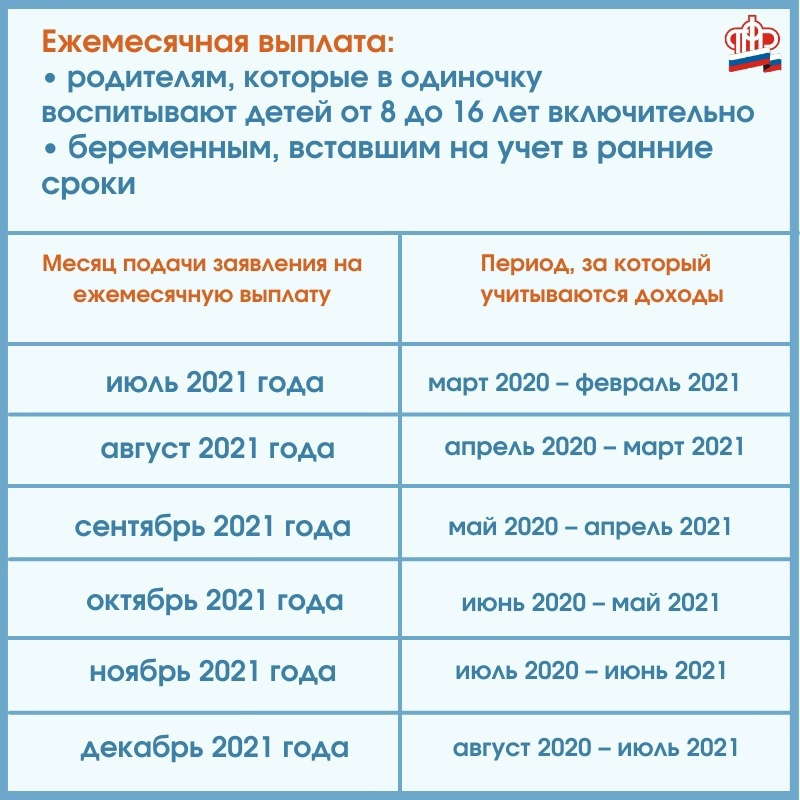 Ежемесячная выплата:
• родителям, которые в одиночку
воспитывают детей от 8 до 16 лет включительно
• беременным, вставшим на учет в ранние
сроки
Месяц подачи заявления на
ежемесячную выплату
Период, за который
учитываются доходы
июль 2021 года
март 2020 – февраль 2021
август 2021 года
апрель 2020 – март 2021
сентябрь 2021 года
май 2020 – апрель 2021
октябрь 2021 года
июнь 2020 – май 2021
ноябрь 2021 года
июль 2020 – июнь 2021
декабрь 2021 года
август 2020 – июль 2021